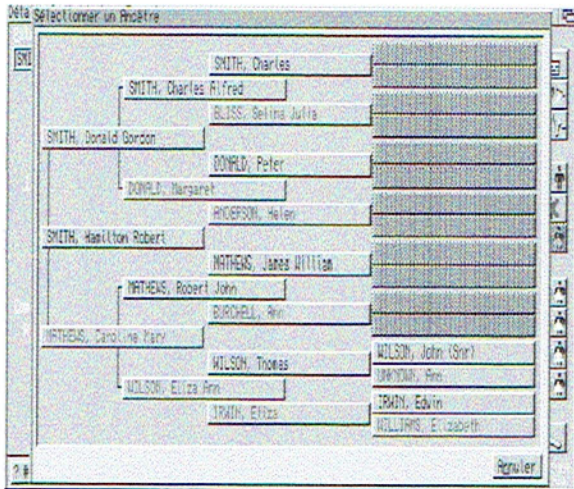 Déta
Sélectionner un Ancêtre
SMI
SMITH, Charles
SMITH, Charles Alfred
BLISS, Selina Julia
SMITH, Donald Gordon
DONALD, Peter
DONALD, Margaret
ANDERSON, Helen
SMITH, Hamilton Robert
MATHEWS, James William
MATHEWS, Robert John
BURCHELL, Ann
MATHEWS, Caroline Mary
WILSON, John (Snr)
WILSON, Thomas
UNKNOWN, Ann
WILSON, Eliza Ann
IRWIN, Edwin
IRWIN, Eliza
WILLIAMS, Elizabeth
Annuler
?